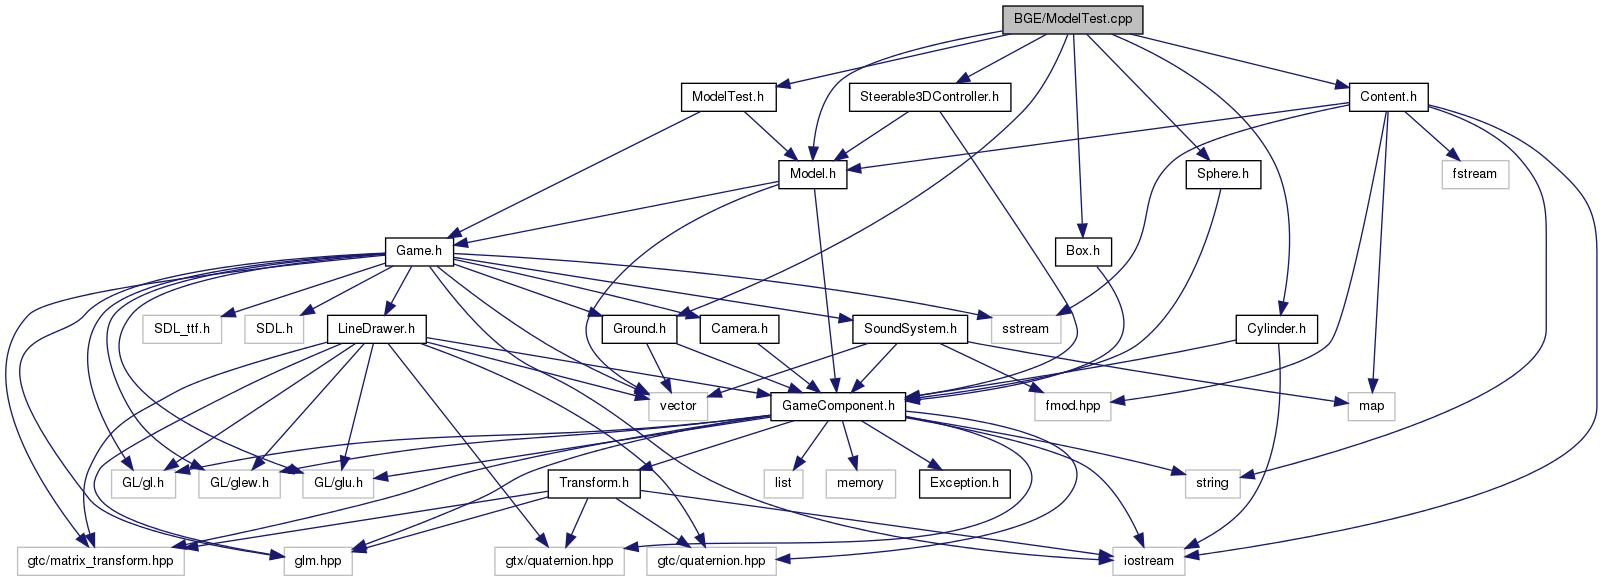 BGE/ModelTest.cpp
ModelTest.h
Steerable3DController.h
Content.h
Model.h
Sphere.h
fstream
Game.h
Box.h
SDL_ttf.h
SDL.h
LineDrawer.h
Ground.h
Camera.h
SoundSystem.h
sstream
Cylinder.h
vector
GameComponent.h
fmod.hpp
map
GL/gl.h
GL/glew.h
GL/glu.h
Transform.h
list
memory
Exception.h
string
gtc/matrix_transform.hpp
glm.hpp
gtx/quaternion.hpp
gtc/quaternion.hpp
iostream